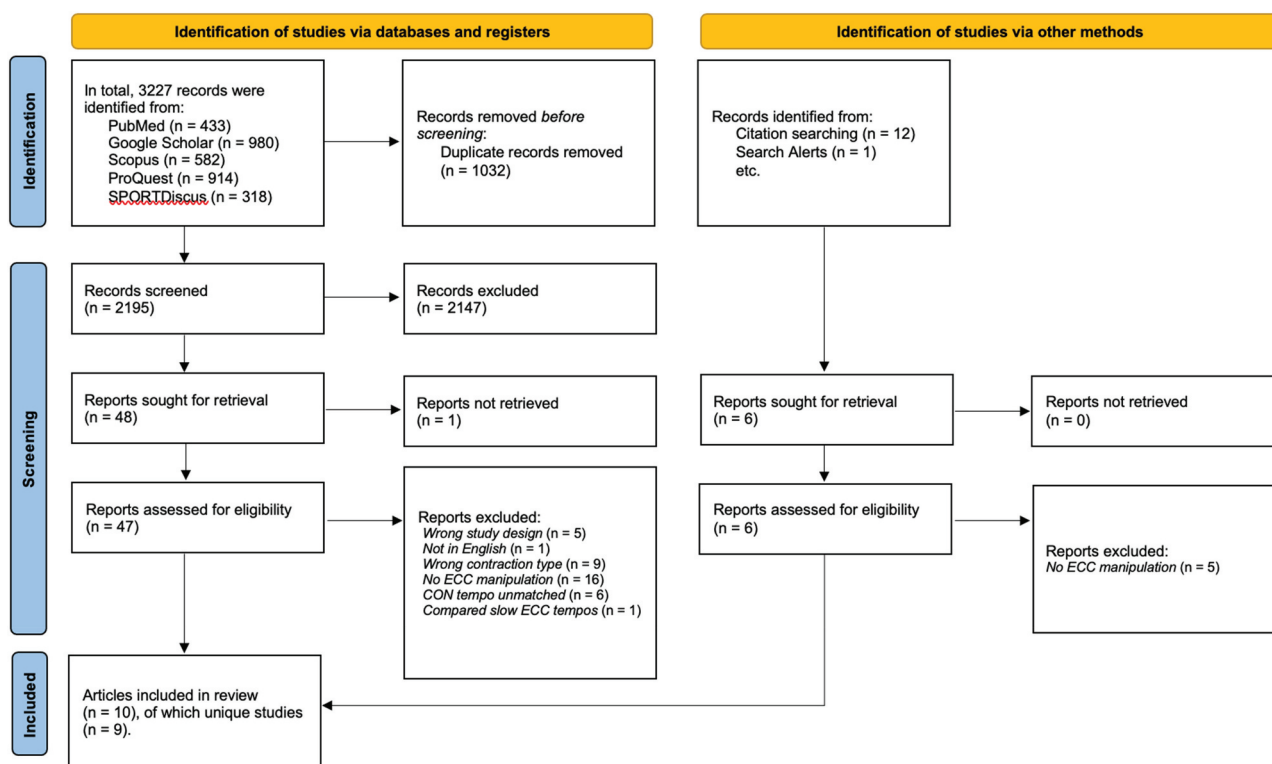 Identification of studies via databases and registers
Identification of studies via other methods
Identification
In total, 3227 records were
identified from:
PubMed (n = 433)
Google Scholar (n = 980)
Scopus (n = 582)
ProQuest (n = 914)
SPORTDiscus (n = 318)
Records removed before
screening:
Duplicate records removed
(n = 1032)
Records identified from:
Citation searching (n = 12)
Search Alerts (n = 1)
etc.
Screening
Records screened
(n = 2195)
Records excluded
(n = 2147)
Reports sought for retrieval
(n = 48)
Reports not retrieved
(n = 1)
Reports sought for retrieval
(n = 6)
Reports not retrieved
(n = 0)
Reports assessed for eligibility
(n = 47)
Reports excluded:
Wrong study design (n = 5)
Not in English (n = 1)
Wrong contraction type (n = 9)
No ECC manipulation (n = 16)
CON tempo unmatched (n = 6)
Compared slow ECC tempos (n = 1)
Reports assessed for eligibility
(n = 6)
Reports excluded:
No ECC manipulation (n = 5)
Included
Articles included in review
(n = 10), of which unique studies
(n = 9).